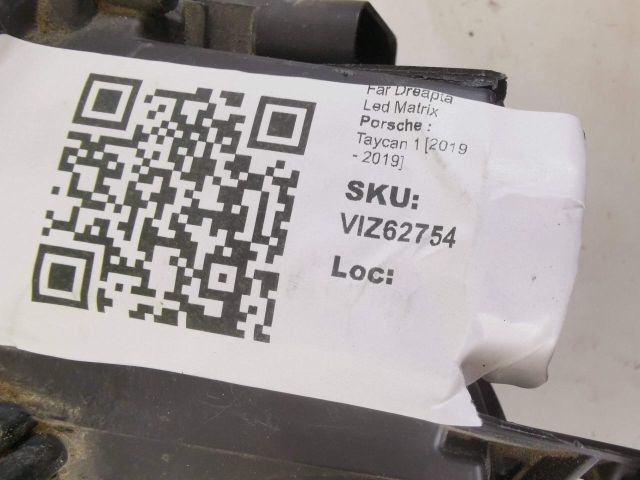 Far Dreapta
Led Matrix
Porsche :
Taycan 1 [2019
- 2019]
SKU:
VIZ62754
Loc: